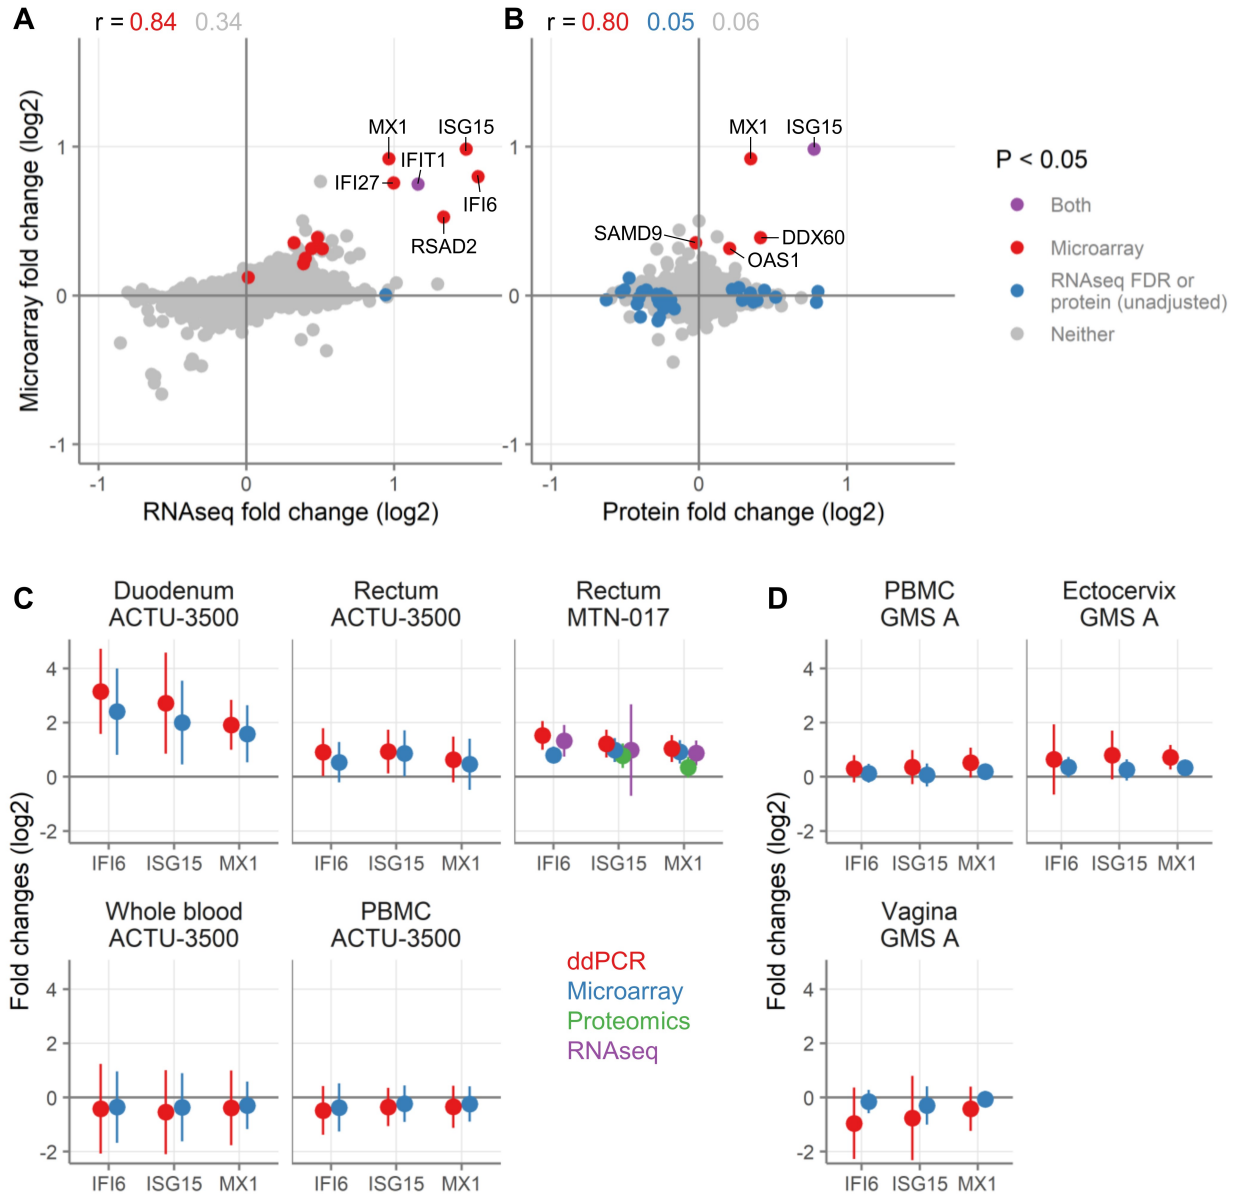 A
r = 0.84 0.34
B
r = 0.80 0.05 0.06
Microarray fold change (log2)
1
0
-1
MX1
ISG15
IFIT1
IFI27
IFI6
RSAD2
-1
0
1
RNAseq fold change (log2)
1
0
-1
MX1
ISG15
SAMD9
DDX60
OAS1
-1
0
1
Protein fold change (log2)
P < 0.05
Both
Microarray
RNAseq FDR or
protein (unadjusted)
Neither
C
Fold changes (log2)
Duodenum
ACTU-3500
4
2
0
-2
IFI6
ISG15
MX1
Rectum
ACTU-3500
IFI6
ISG15
MX1
Rectum
MTN-017
IFI6
ISG15
MX1
Whole blood
ACTU-3500
4
2
0
-2
IFI6
ISG15
MX1
PBMC
ACTU-3500
IFI6
ISG15
MX1
ddPCR
Microarray
Proteomics
RNAseq
D
Fold changes (log2)
PBMC
GMS A
4
2
0
-2
IFI6
ISG15
MX1
Ectocervix
GMS A
IFI6
ISG15
MX1
Vagina
GMS A
4
2
0
-2
IFI6
ISG15
MX1